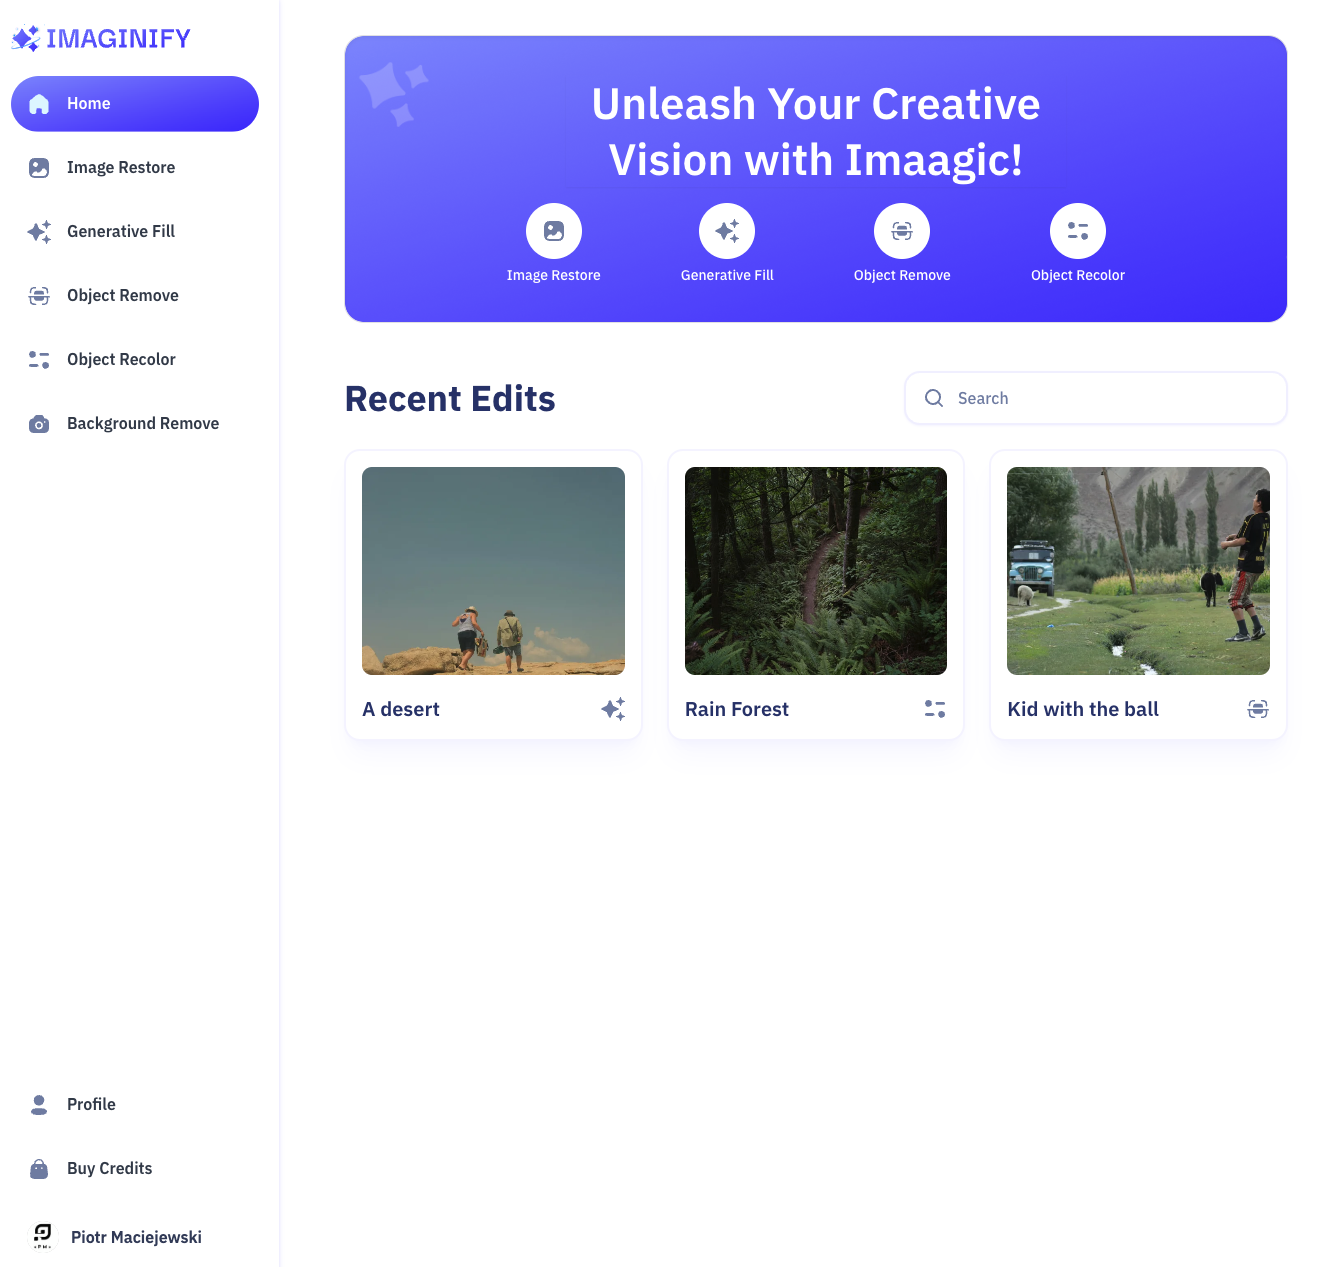 IMAGINIFY
Home
Image Restore
Generative Fill
Object Remove
Object Recolor
Background Remove
Profile
Buy Credits
Piotr Maciejewski
Unleash Your Creative
Vision with Imaagic!
Image Restore
Generative Fill
Object Remove
Object Recolor
Recent Edits
Search
A desert
Rain Forest
Kid with the ball